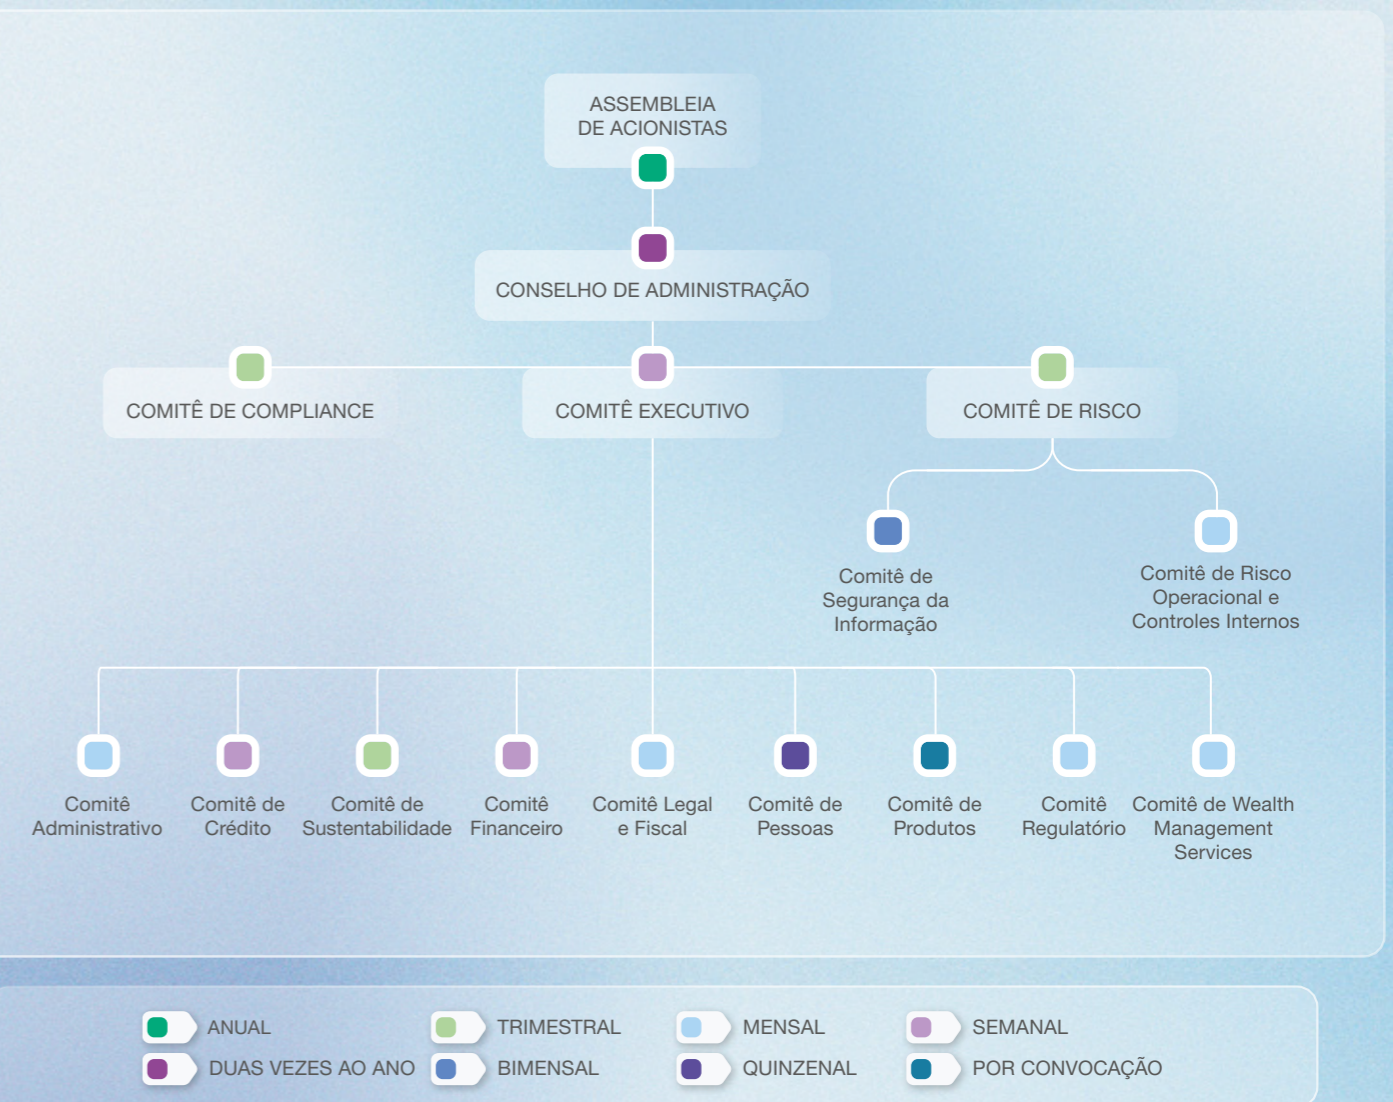 ASSEMBLEIA
DE ACIONISTAS
CONSELHO DE ADMINISTRAÇÃO
COMITÊ DE COMPLIANCE
COMITÊ EXECUTIVO
COMITÊ DE RISCO
Comitê de
Segurança da
Informação
Comitê de Risco
Operacional e
Controles Internos
Comitê
Administrativo
Comitê de
Crédito
Comitê de
Sustentabilidade
Comitê
Financeiro
Comitê Legal
e Fiscal
Comitê de
Pessoas
Comitê de
Produtos
Comitê
Regulatório
Comitê de Wealth
Management
Services
ANUAL
TRIMESTRAL
MENSAL
SEMANAL
DUAS VEZES AO ANO
BIMENSAL
QUINZENAL
POR CONVOCAÇÃO